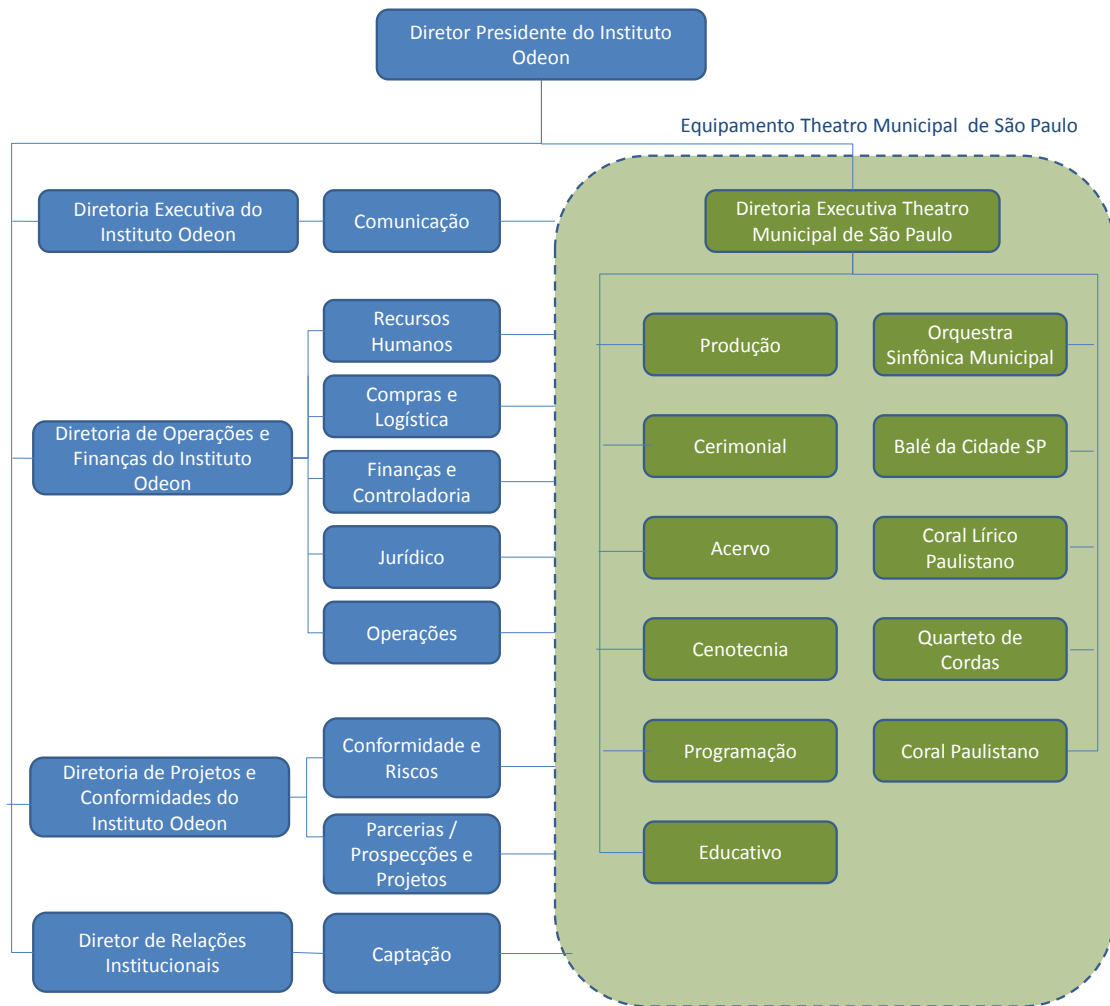 Diretor Presidente do Instituto
Odeon
Equipamento Theatro Municipal de São Paulo
Diretoria Executiva do
Instituto Odeon
Comunicação
Diretoria Executiva Theatro
Municipal de São Paulo
Recursos
Humanos
Compras e
Logística
Diretoria de Operações e
Finanças do Instituto
Odeon
Finanças e
Controladoria
Jurídico
Operações
Produção
Orquestra
Sinfônica Municipal
Cerimonial
Balé da Cidade SP
Acervo
Coral Lírico
Paulistano
Cenotecnia
Quarteto de
Cordas
Programação
Coral Paulistano
Educativo
Diretoria de Projetos e
Conformidades do
Instituto Odeon
Conformidade e
Riscos
Parcerias /
Prospecções e
Projetos
Diretor de Relações
Institucionais
Captação